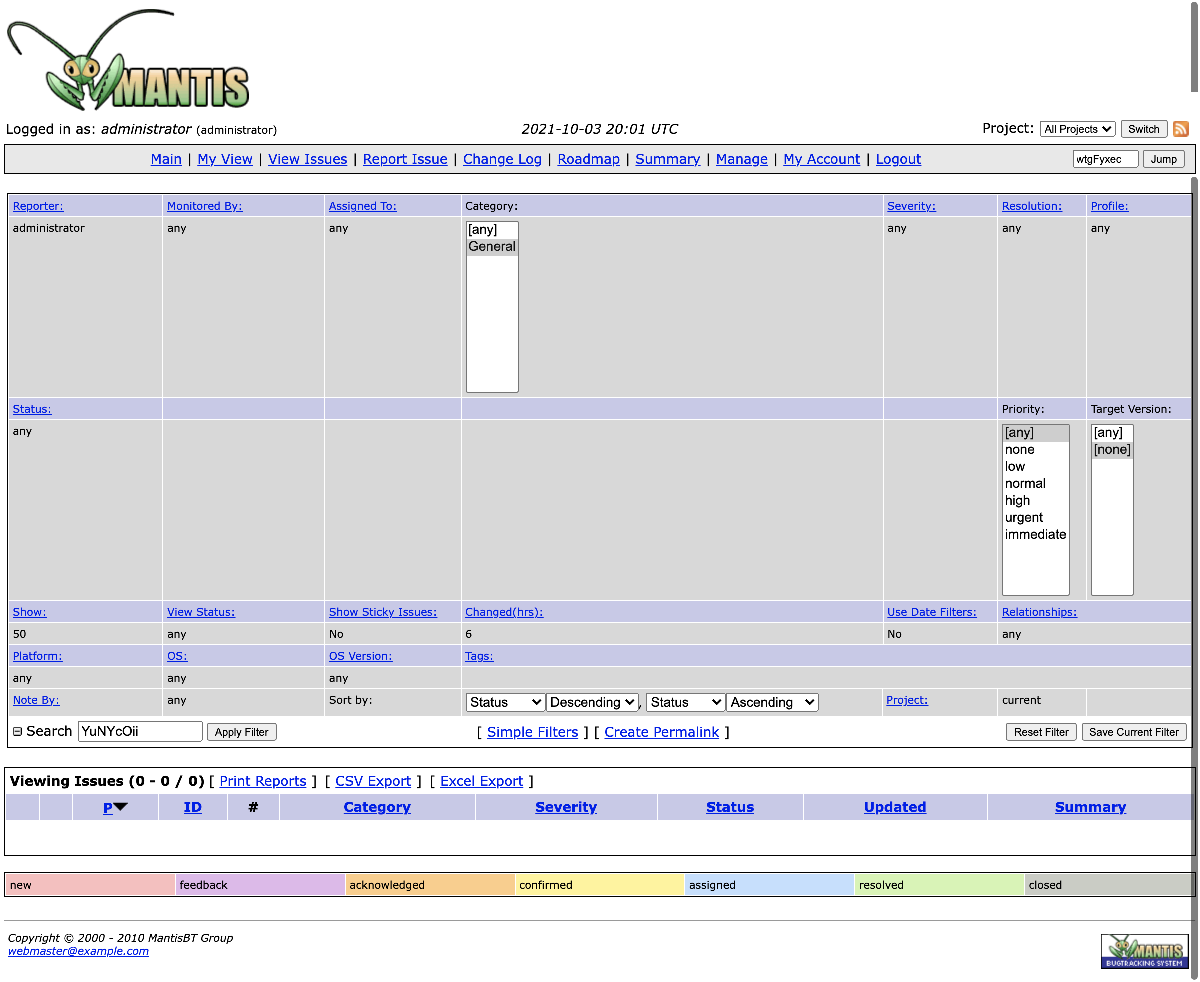 MANTIS
Logged in as: administrator (administrator) 2021-10-03 20:01 UTC Project: All Projects Switch
Main | My View | View Issues | Report Issue | Change Log | Roadmap | Summary | Manage | My Account | Logout wtgFyxec Jump
Reporter: Monitored By: Assigned To: Category: Severity: Resolution: Profile:
administrator any any [any] any any any
General
Status: Priority: Target Version:
any [any] [any]
none [none]
low
normal
high
urgent
immediate
Show: View Status: Show Sticky Issues: Changed(hrs): Use Date Filters: Relationships:
50 any No 6 No any
Platform: OS: OS Version: Tags:
any any any
Note By: any Sort by: Status Descending , Status Ascending Project: current
Search YuNYcOii Apply Filter [ Simple Filters ] [ Create Permalink ] Reset Filter Save Current Filter
Viewing Issues (0 - 0 / 0) [ Print Reports ] [ CSV Export ] [ Excel Export ]
P ID # Category Severity Status Updated Summary
new feedback acknowledged confirmed assigned resolved closed
Copyright © 2000 - 2010 MantisBT Group
webmaster@example.com
MANTIS
BUGTRACKING SYSTEM